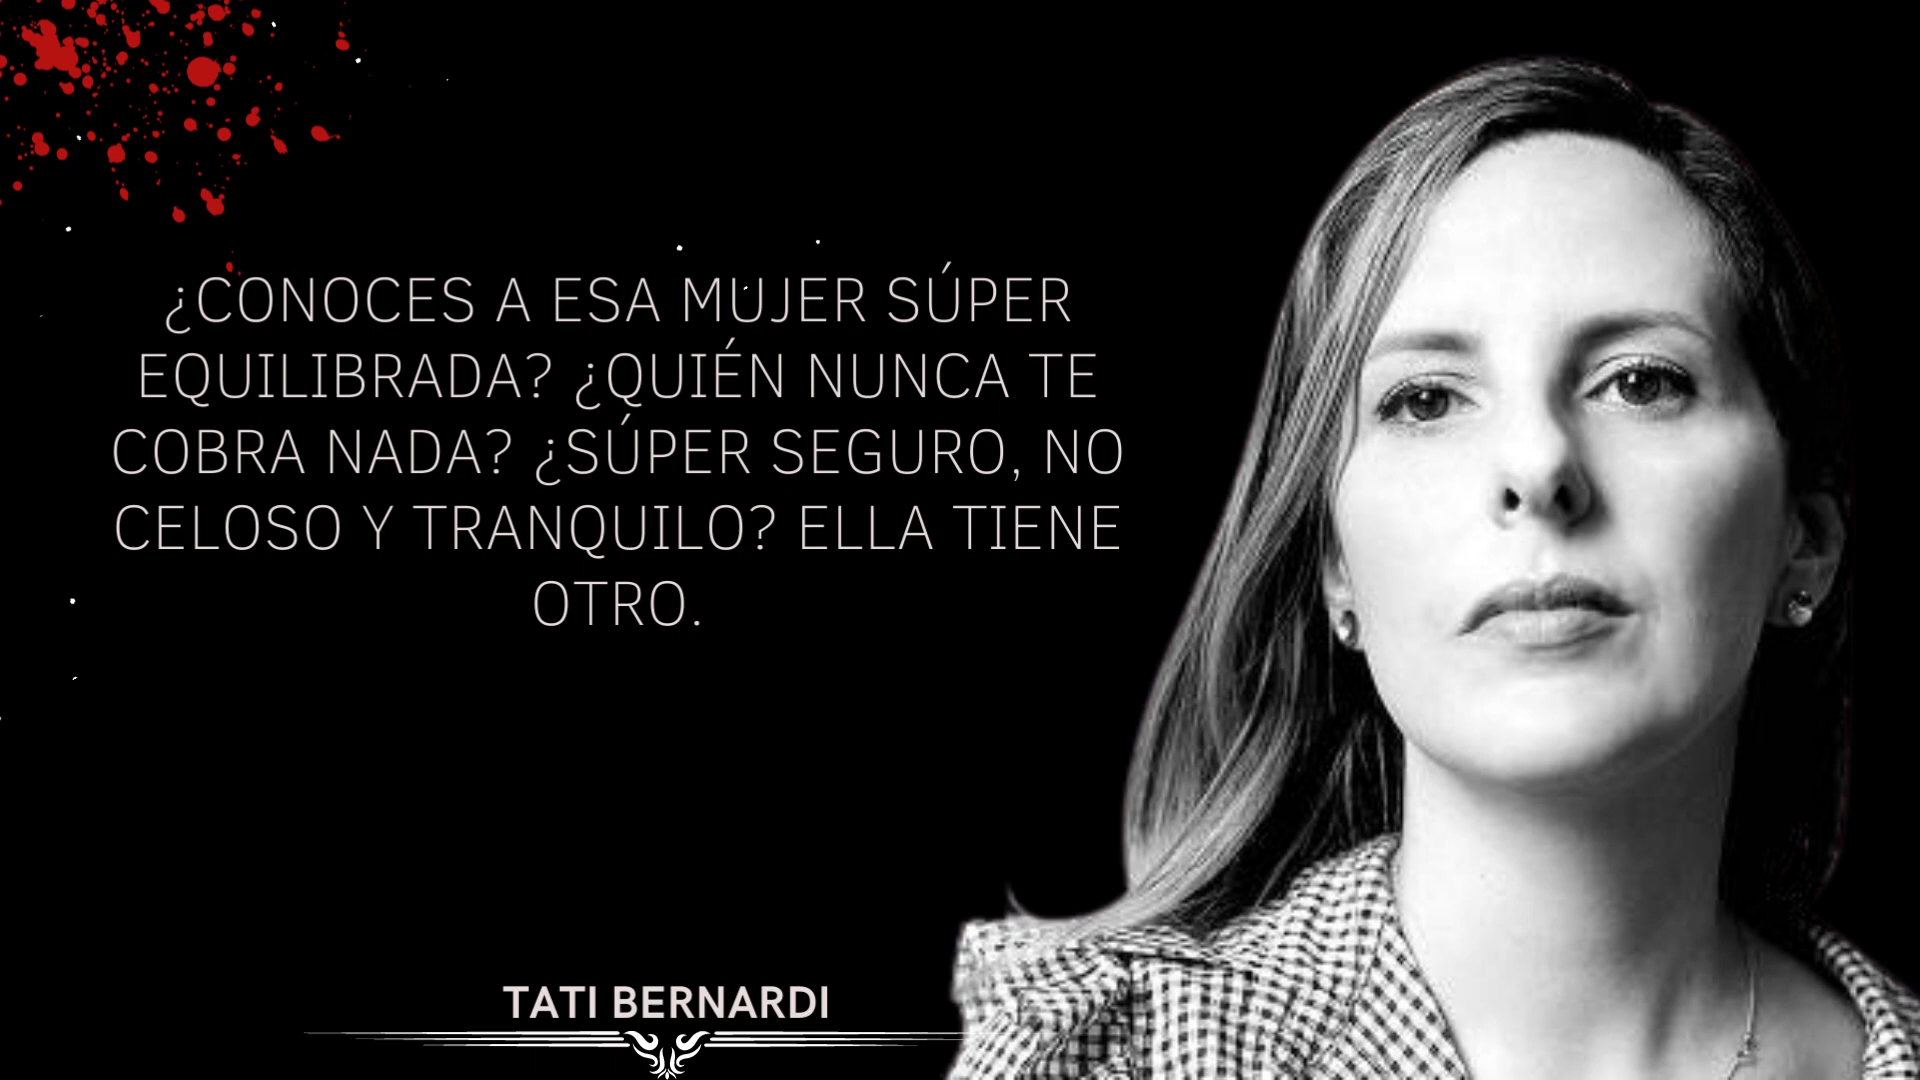 ¿CONOCES A ESA MUJER SÚPER
EQUILIBRADA? ¿QUIÉN NUNCA TE
COBRA NADA? ¿SÚPER SEGURO, NO
CELOSO Y TRANQUILO? ELLA TIENE
OTRO.
TATI BERNARDI